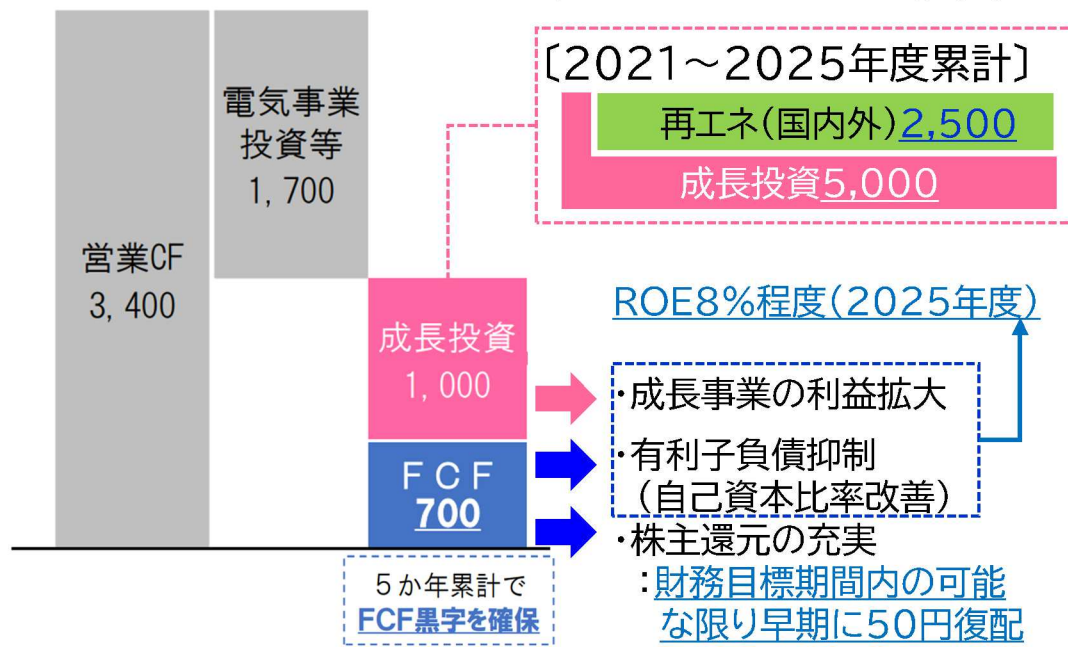 営業CF
3,400
電気事業
投資等
1,700
成長投資
1,000
ＦＣＦ
700
５か年累計で
FCF黒字を確保
〔2021～2025年度累計〕
再エネ(国内外)2,500
成長投資5,000
ROE8%程度(2025年度)
・成長事業の利益拡大
・有利子負債抑制
（自己資本比率改善）
・株主還元の充実
：財務目標期間内の可能
な限り早期に50円復配